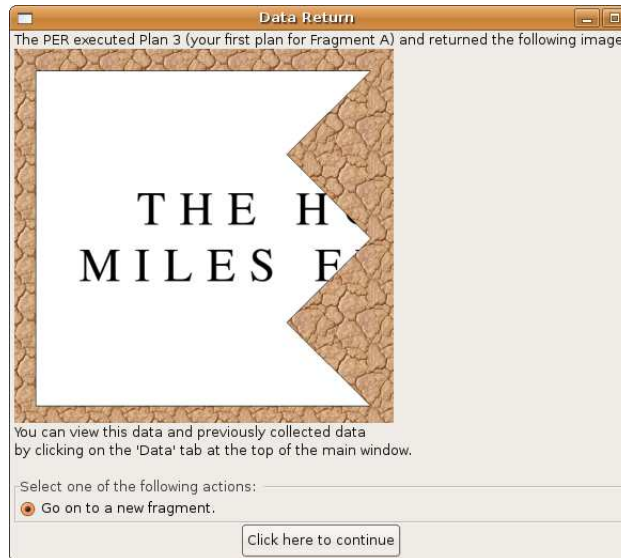 Data Return
The PER executed Plan 3 (your first plan for Fragment A) and returned the following image
THE
MILES
You can view this data and previously collected data
by clicking on the 'Data' tab at the top of the main window.
Select one of the following actions:
Go on to a new fragment.
Click here to continue